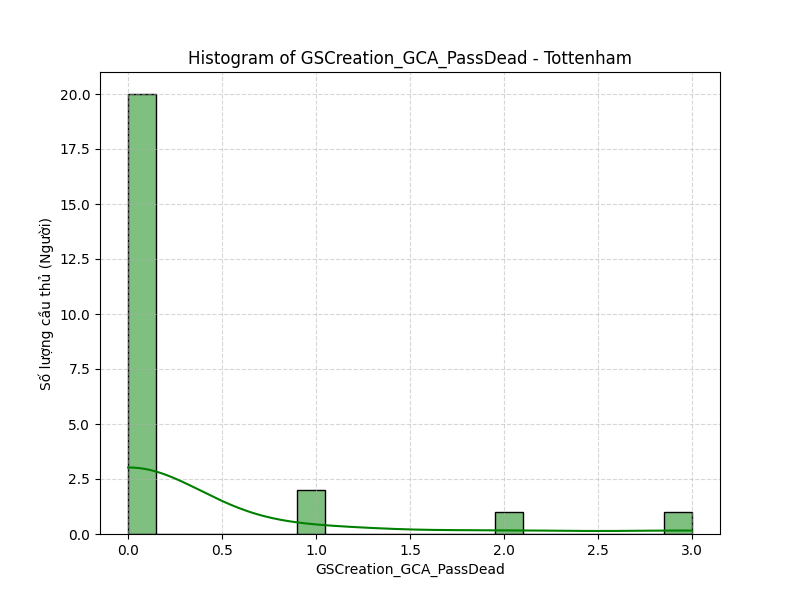 Histogram of GSCreation_GCA_PassDead - Tottenham
20.0
17.5
15.0
12.5
10.0
7.5
5.0
2.5
0.0
Số lượng cầu thủ (Người)
0.0 0.5 1.0 1.5 2.0 2.5 3.0
GSCreation_GCA_PassDead